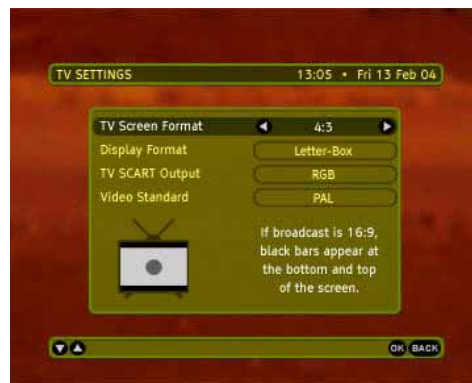 TV SETTINGS 13:05 • Fri 13 Feb 04
TV Screen Format 4:3
Display Format Letter-Box
TV SCART Output RGB
Video Standard PAL
If broadcast is 16:9,
black bars appear at
the bottom and top
of the screen.
OK BACK